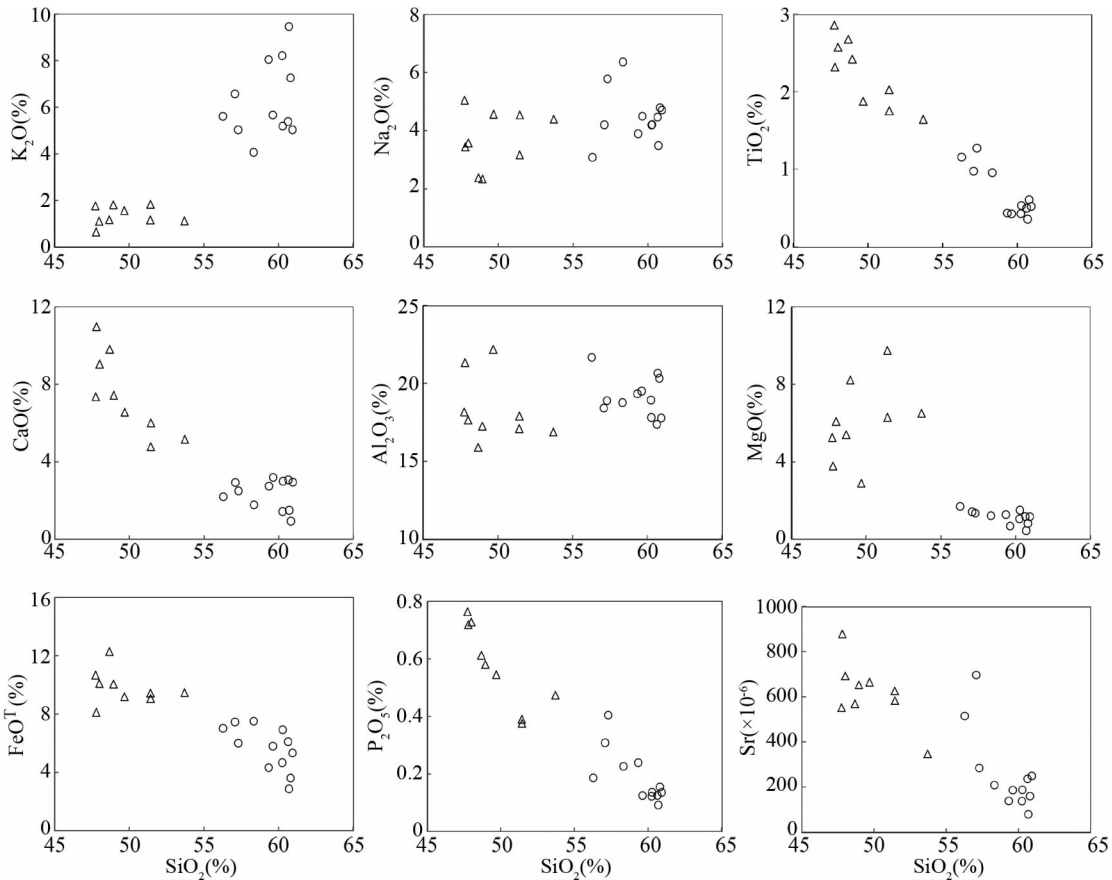 K₂O(%)
10
8
6
4
2
0
45 50 55 60 65
Na₂O(%)
8
6
4
2
0
45 50 55 60 65
TiO₂(%)
3
2
1
0
45 50 55 60 65
CaO(%)
12
8
4
0
45 50 55 60 65
Al₂O₃(%)
25
20
15
10
45 50 55 60 65
MgO(%)
12
8
4
0
45 50 55 60 65
FeOᵀ(%)
16
12
8
4
0
45 50 55 60 65
SiO₂(%)
P₂O₅(%)
0.8
0.6
0.4
0.2
0
45 50 55 60 65
SiO₂(%)
Sr(×10⁻⁶)
1000
800
600
400
200
0
45 50 55 60 65
SiO₂(%)